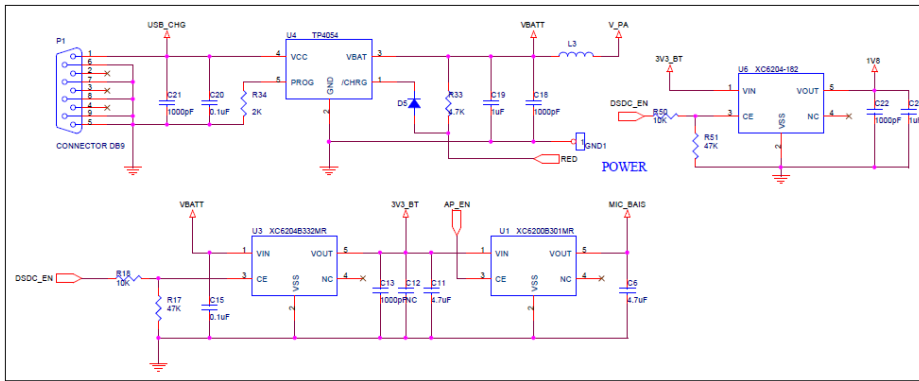 USB_CHG
VBATT
V_PA
P1
U4
TP4054
L3
1
6
2
7
3
8
4
9
5
4
VCC
VBAT
3
5
PROG
/CHRG
1
GND
2
C21
1000pF
C20
0.1uF
R34
2K
D5
R33
4.7K
C19
1uF
C18
1000pF
CONNECTOR DB9
1
GND1
RED
POWER
3V3_BT
U6
XC6204-182
1V8
1
VIN
VOUT
5
DSDC_EN
R50
10K
3
CE
NC
4
VSS
2
R51
47K
C22
1000pF
1uF
VBATT
3V3_BT
AP_EN
MIC_BAIS
U3
XC6204B332MR
U1
XC6200B301MR
1
VIN
VOUT
5
1
VIN
VOUT
5
DSDC_EN
R18
10K
3
CE
NC
4
3
CE
NC
4
VSS
2
VSS
2
R17
47K
C15
0.1uF
C13
1000pF
C12
NC
C11
4.7uF
C6
4.7uF